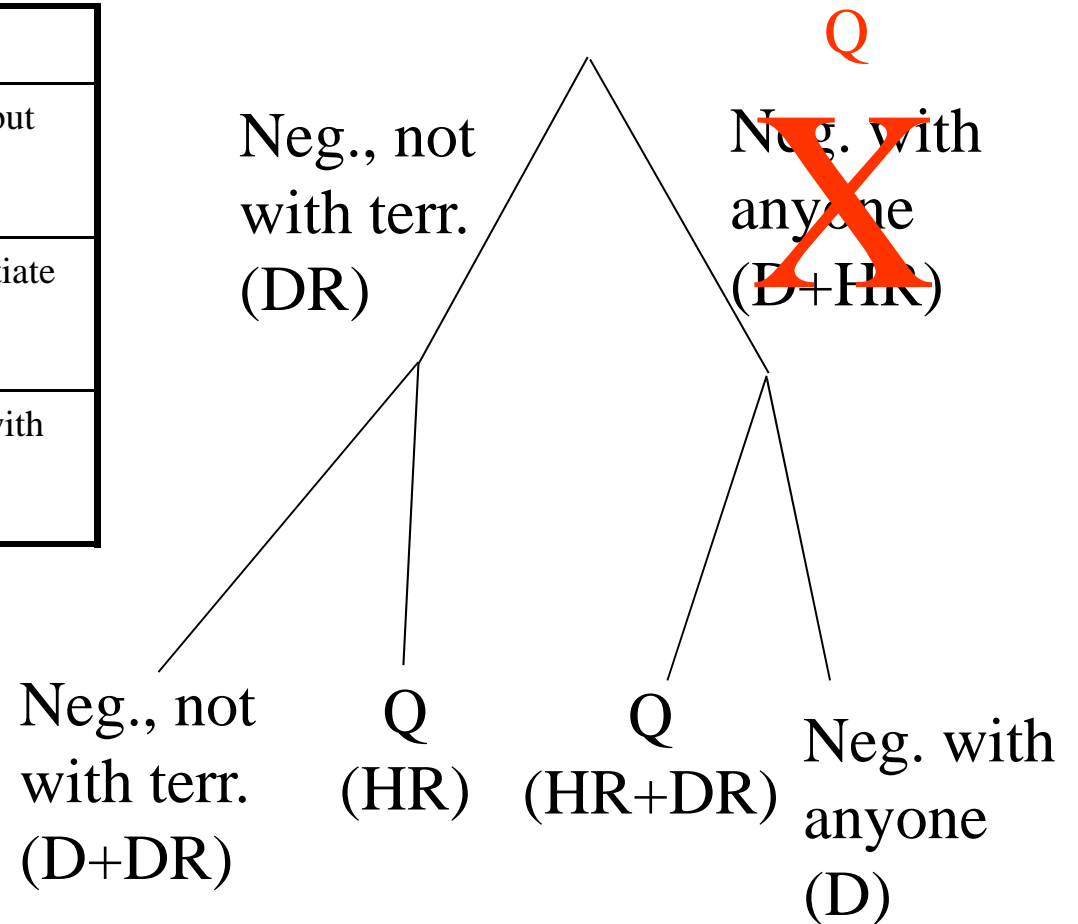 Q
Neg., not
with terr.
(DR)
Neg. with
anyone
(D+HR)
X
Neg., not
with terr.
(D+DR)
Q
(HR)
Q
(HR+DR)
Neg. with
anyone
(D)
with